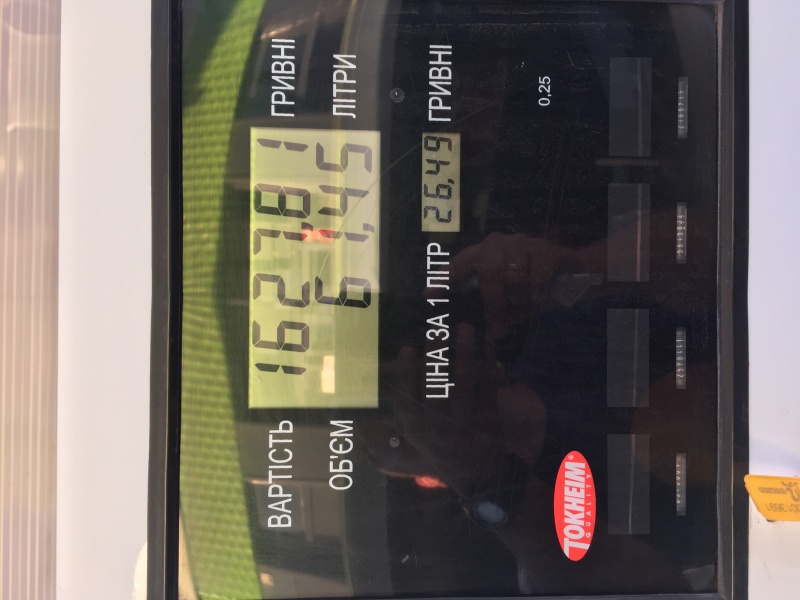 ВАРТІСТЬ 1627,81 ГРИВНІ
ОБ'ЄМ 61,45 ЛІТРИ
ЦІНА ЗА 1 ЛІТР 26,49 ГРИВНІ
0,25
TOKHEIM
QUALITY